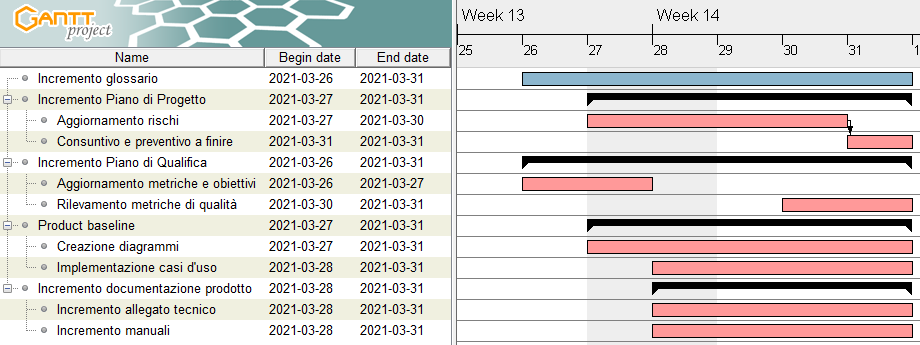 GANTT
project
Week 13 Week 14
25 26 27 28 29 30 31 1
Name Begin date End date
Incremento glossario 2021-03-26 2021-03-31
Incremento Piano di Progetto 2021-03-27 2021-03-31
Aggiornamento rischi 2021-03-27 2021-03-30
Consuntivo e preventivo a finire 2021-03-31 2021-03-31
Incremento Piano di Qualifica 2021-03-26 2021-03-31
Aggiornamento metriche e obiettivi 2021-03-26 2021-03-27
Rilevamento metriche di qualità 2021-03-30 2021-03-31
Product baseline 2021-03-27 2021-03-31
Creazione diagrammi 2021-03-27 2021-03-31
Implementazione casi d'uso 2021-03-28 2021-03-31
Incremento documentazione prodotto 2021-03-28 2021-03-31
Incremento allegato tecnico 2021-03-28 2021-03-31
Incremento manuali 2021-03-28 2021-03-31